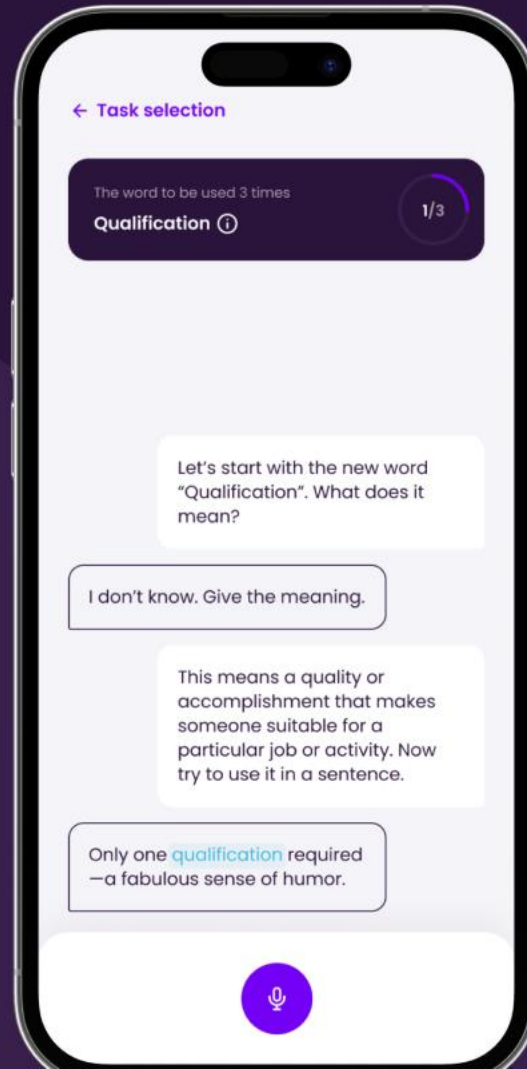 ← Task selection
The word to be used 3 times
Qualification
1/3
Let's start with the new word
“Qualification”. What does it
mean?
I don't know. Give the meaning.
This means a quality or
accomplishment that makes
someone suitable for a
particular job or activity. Now
try to use it in a sentence.
Only one qualification required
—a fabulous sense of humor.